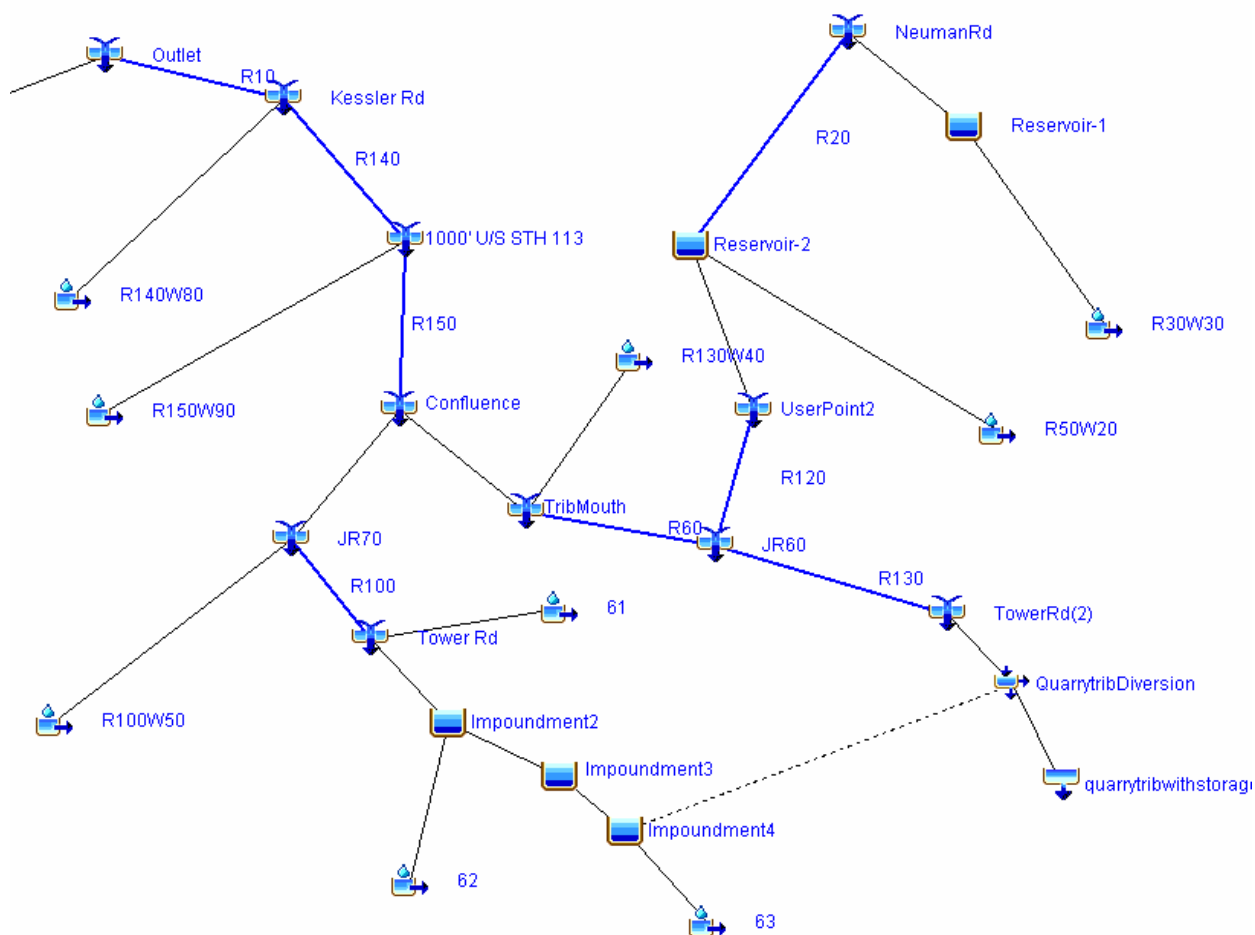 Outlet
NeumanRd
R10
Kessler Rd
Reservoir-1
R20
R140
1000' U/S STH 113
Reservoir-2
R140W80
R150
R30W30
R130W40
R150W90
Confluence
UserPoint2
R50W20
R120
TribMouth
R60
JR70
JR60
R130
R100
61
TowerRd(2)
Tower Rd
QuarrytribDiversion
R100W50
Impoundment2
Impoundment3
quarrytribwithstorage
Impoundment4
62
63